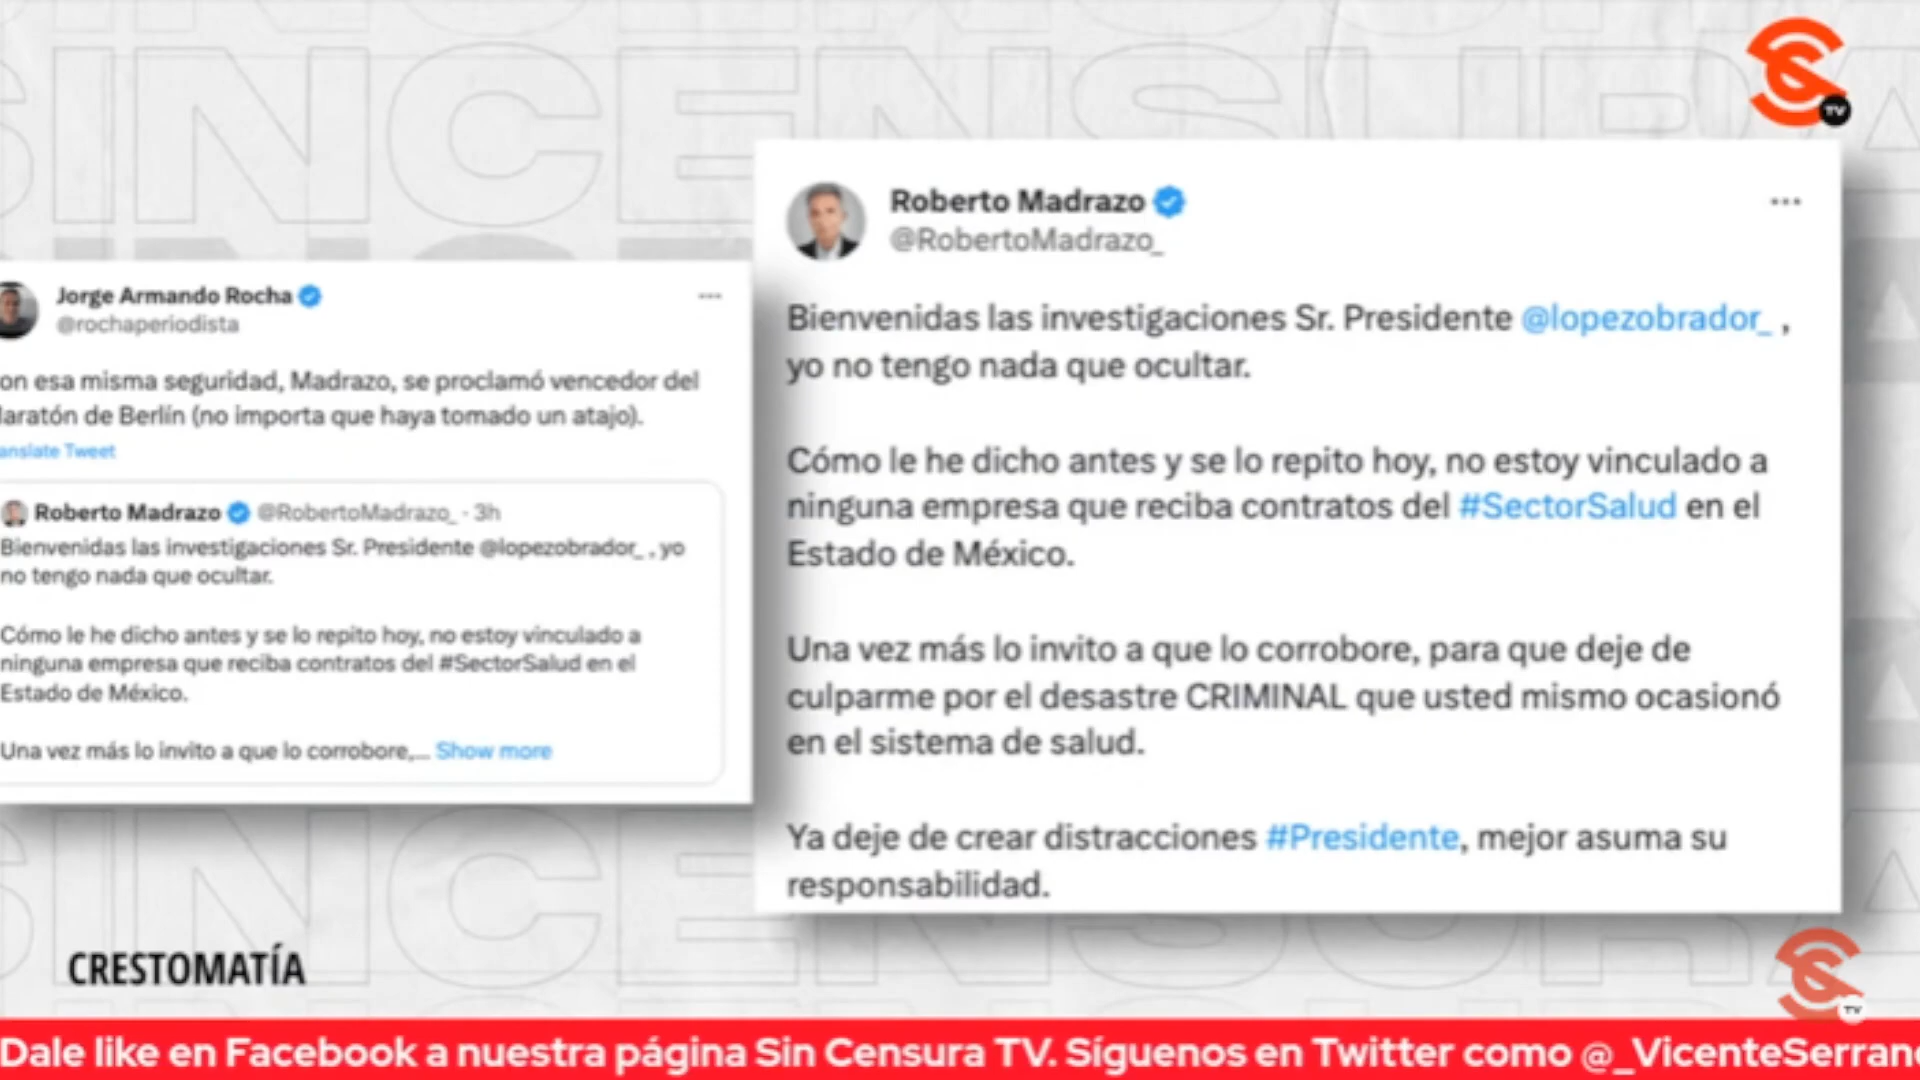 SINCENSURA
TV
Jorge Armando Rocha
@rochaperiodista
on esa misma seguridad, Madrazo, se proclamó vencedor del
aratón de Berlín (no importa que haya tomado un atajo).
anslate Tweet
Roberto Madrazo @RobertoMadrazo_ · 3h
Bienvenidas las investigaciones Sr. Presidente @lopezobrador_ , yo
no tengo nada que ocultar.
Cómo le he dicho antes y se lo repito hoy, no estoy vinculado a
ninguna empresa que reciba contratos del #SectorSalud en el
Estado de México.
Una vez más lo invito a que lo corrobore,... Show more
Roberto Madrazo
@RobertoMadrazo_
Bienvenidas las investigaciones Sr. Presidente @lopezobrador_ ,
yo no tengo nada que ocultar.
Cómo le he dicho antes y se lo repito hoy, no estoy vinculado a
ninguna empresa que reciba contratos del #SectorSalud en el
Estado de México.
Una vez más lo invito a que lo corrobore, para que deje de
culparme por el desastre CRIMINAL que usted mismo ocasionó
en el sistema de salud.
Ya deje de crear distracciones #Presidente, mejor asuma su
responsabilidad.
SINCENSURA
CRESTOMATÍA
TV
Dale like en Facebook a nuestra página Sin Censura TV. Síguenos en Twitter como @_VicenteSerran